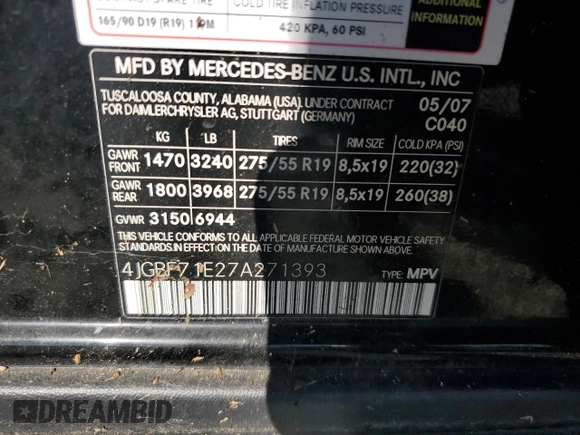 COLD TIRE INFLATION PRESSURE
165/90 D19 (R19) 119M
420 KPA, 60 PSI
ADDITIONAL
INFORMATION
MFD BY MERCEDES-BENZ U.S. INTL., INC
TUSCALOOSA COUNTY, ALABAMA (USA). UNDER CONTRACT
FOR DAIMLERCHRYSLER AG, STUTTGART (GERMANY)
05/07
C040
KG LB TIRES RIM SIZE COLD KPA (PSI)
GAWR FRONT 1470 3240 275/55 R19 8,5x19 220(32)
GAWR REAR 1800 3968 275/55 R19 8,5x19 260(38)
GVWR 3150 6944
THIS VEHICLE CONFORMS TO ALL APPLICABLE FEDERAL MOTOR VEHICLE
SAFETY STANDARDS IN EFFECT ON THE DATE OF MANUFACTURE SHOWN ABOVE.
4JGBF71E27A271393
TYPE: MPV
DREAMBID